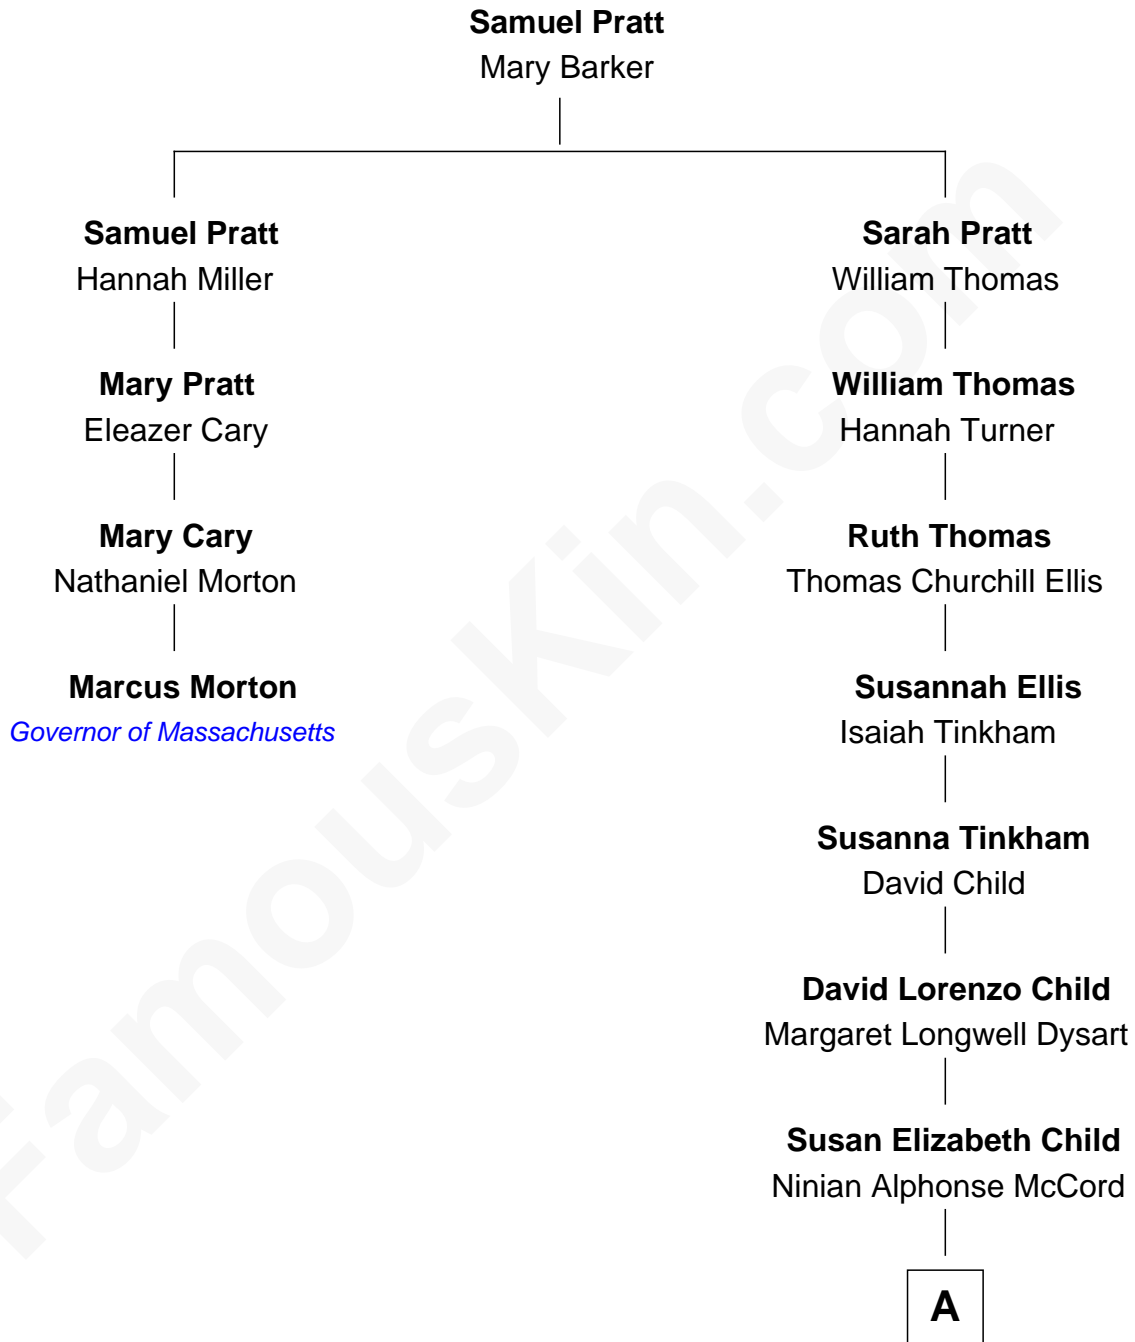 Samuel Pratt
Mary Barker
Samuel Pratt
Hannah Miller
Mary Pratt
Eleazer Cary
Mary Cary
Nathaniel Morton
Marcus Morton
Governor of Massachusetts
Sarah Pratt
William Thomas
William Thomas
Hannah Turner
Ruth Thomas
Thomas Churchill Ellis
Susannah Ellis
Isaiah Tinkham
Susanna Tinkham
David Child
David Lorenzo Child
Margaret Longwell Dysart
Susan Elizabeth Child
Ninian Alphonse McCord
A
FamousKin.com